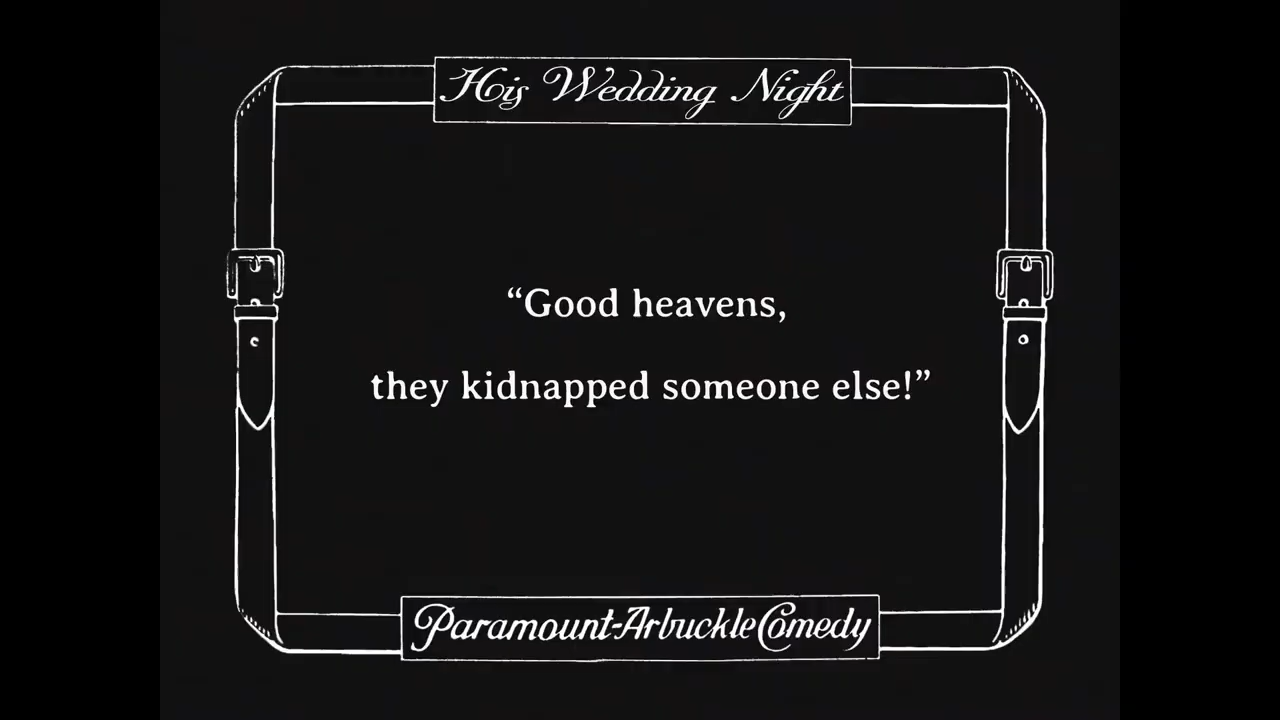 His Wedding Night
“Good heavens,
they kidnapped someone else!”
Paramount-Arbuckle Comedy